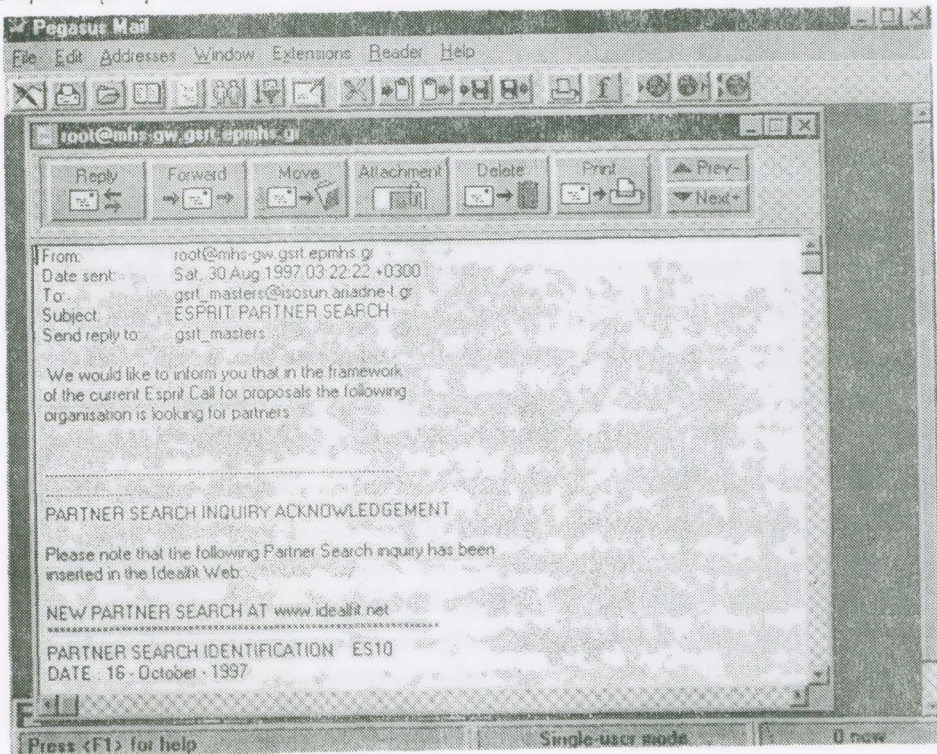 Pegasus Mail
File Edit Addresses Window Extensions Reader Help
root@mhs-gw.gsrt.epmhs.gr
Reply Forward Move Attachment Delete Print Prev- Next+
From: root@mhs-gw.gsrt.epmhs.gr
Date sent: Sat, 30 Aug 1997 03:22:22 +0300
To: gsrt_masters@isosun.ariadne-t.gr
Subject: ESPRIT PARTNER SEARCH
Send reply to: gsrt_masters
We would like to inform you that in the framework
of the current Esprit Call for proposals the following
organisation is looking for partners
PARTNER SEARCH INQUIRY ACKNOWLEDGEMENT
Please note that the following Partner Search inquiry has been
inserted in the Idealfit Web:
NEW PARTNER SEARCH AT www.idealfit.net
PARTNER SEARCH IDENTIFICATION ES10
DATE : 16 - October - 1997
Press <F1> for help Single-user mode 0 new